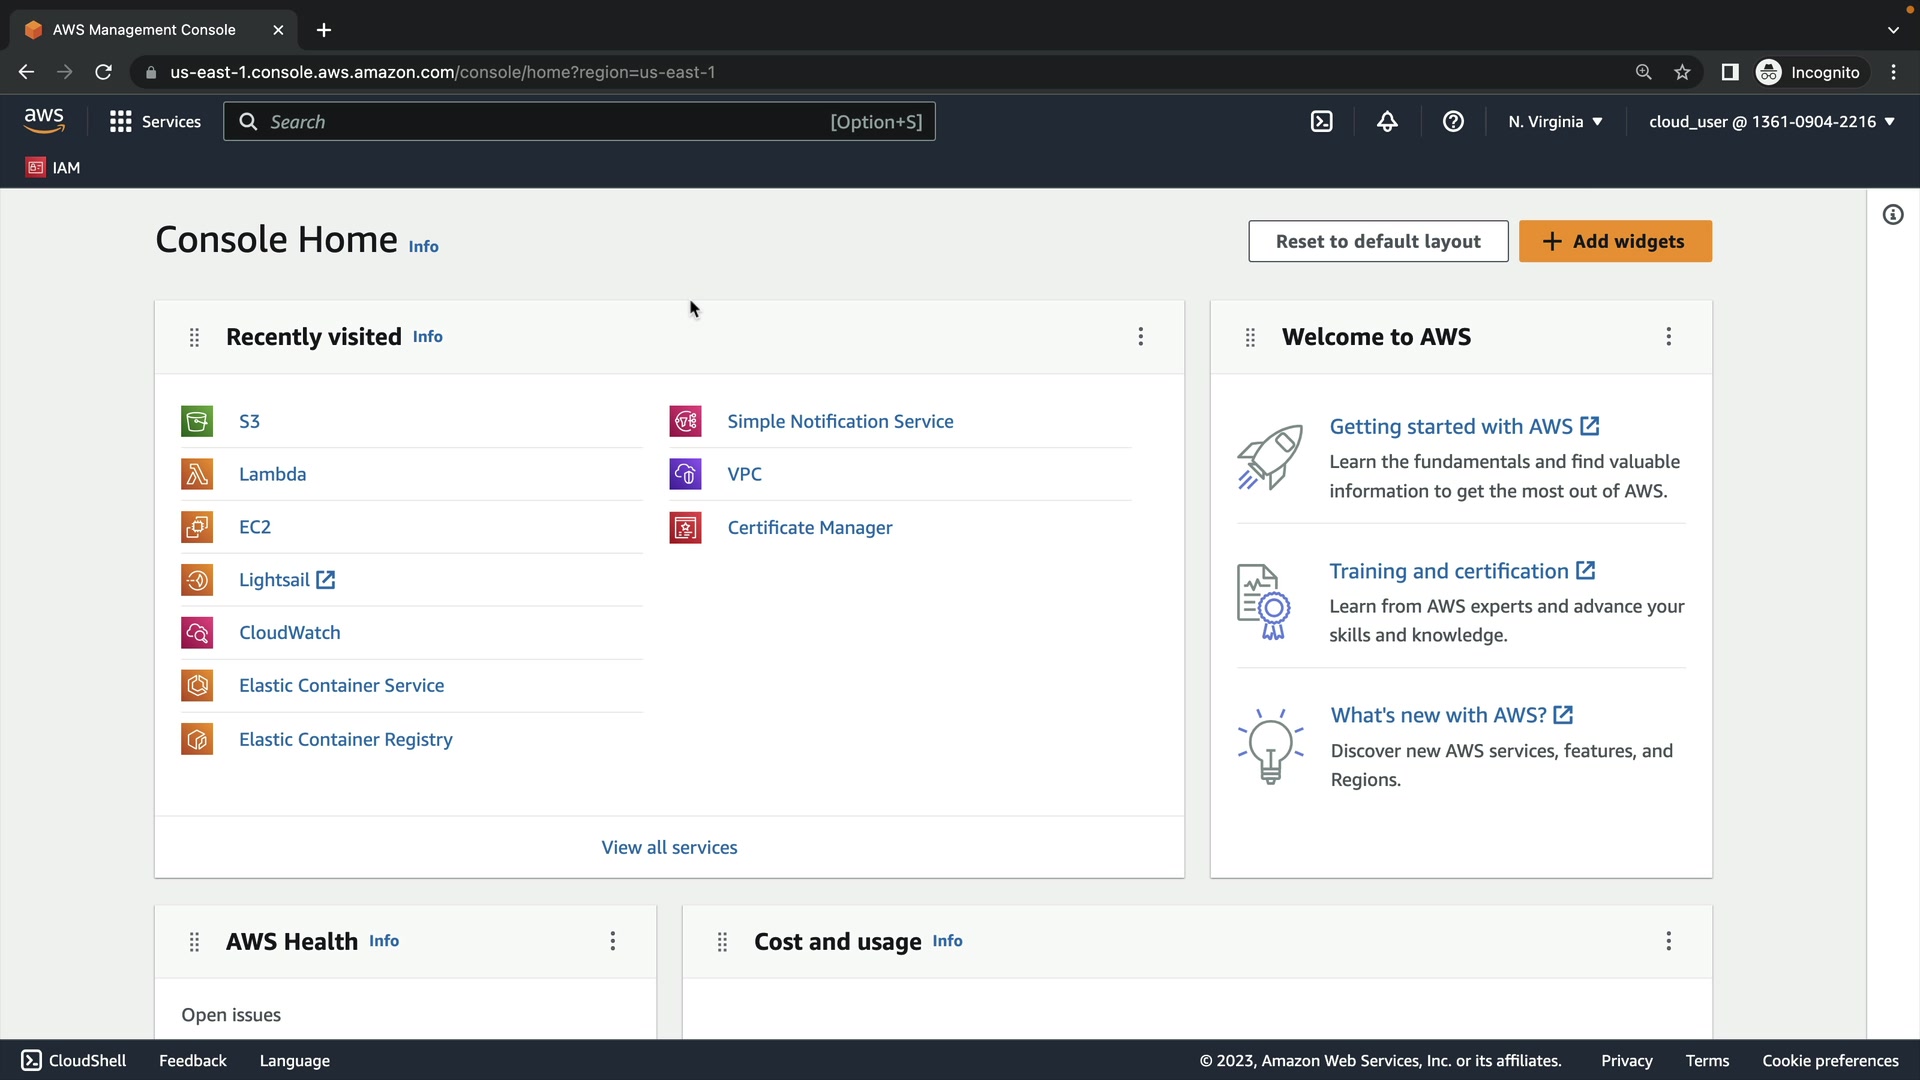 AWS Management Console
us-east-1.console.aws.amazon.com/console/home?region=us-east-1
Incognito
aws
Services
Search
[Option+S]
N. Virginia
cloud_user @ 1361-0904-2216
IAM
Console Home Info
Reset to default layout
Add widgets
Recently visited Info
S3
Lambda
EC2
Lightsail
CloudWatch
Elastic Container Service
Elastic Container Registry
Simple Notification Service
VPC
Certificate Manager
View all services
Welcome to AWS
Getting started with AWS
Learn the fundamentals and find valuable
information to get the most out of AWS.
Training and certification
Learn from AWS experts and advance your
skills and knowledge.
What's new with AWS?
Discover new AWS services, features, and
Regions.
AWS Health Info
Open issues
Cost and usage Info
CloudShell
Feedback
Language
© 2023, Amazon Web Services, Inc. or its affiliates.
Privacy
Terms
Cookie preferences